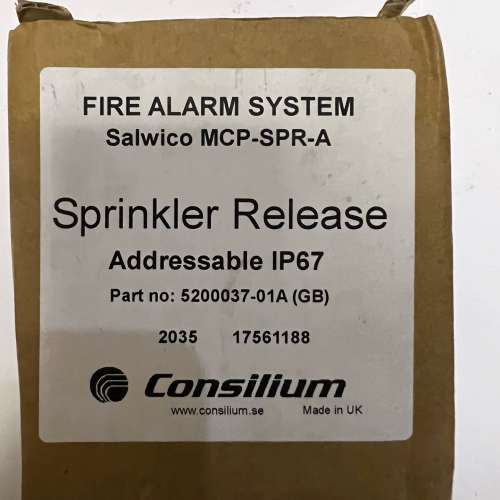 FIRE ALARM SYSTEM
Salwico MCP-SPR-A
Sprinkler Release
Addressable IP67
Part no: 5200037-01A (GB)
2035 17561188
Consilium
www.consilium.se Made in UK